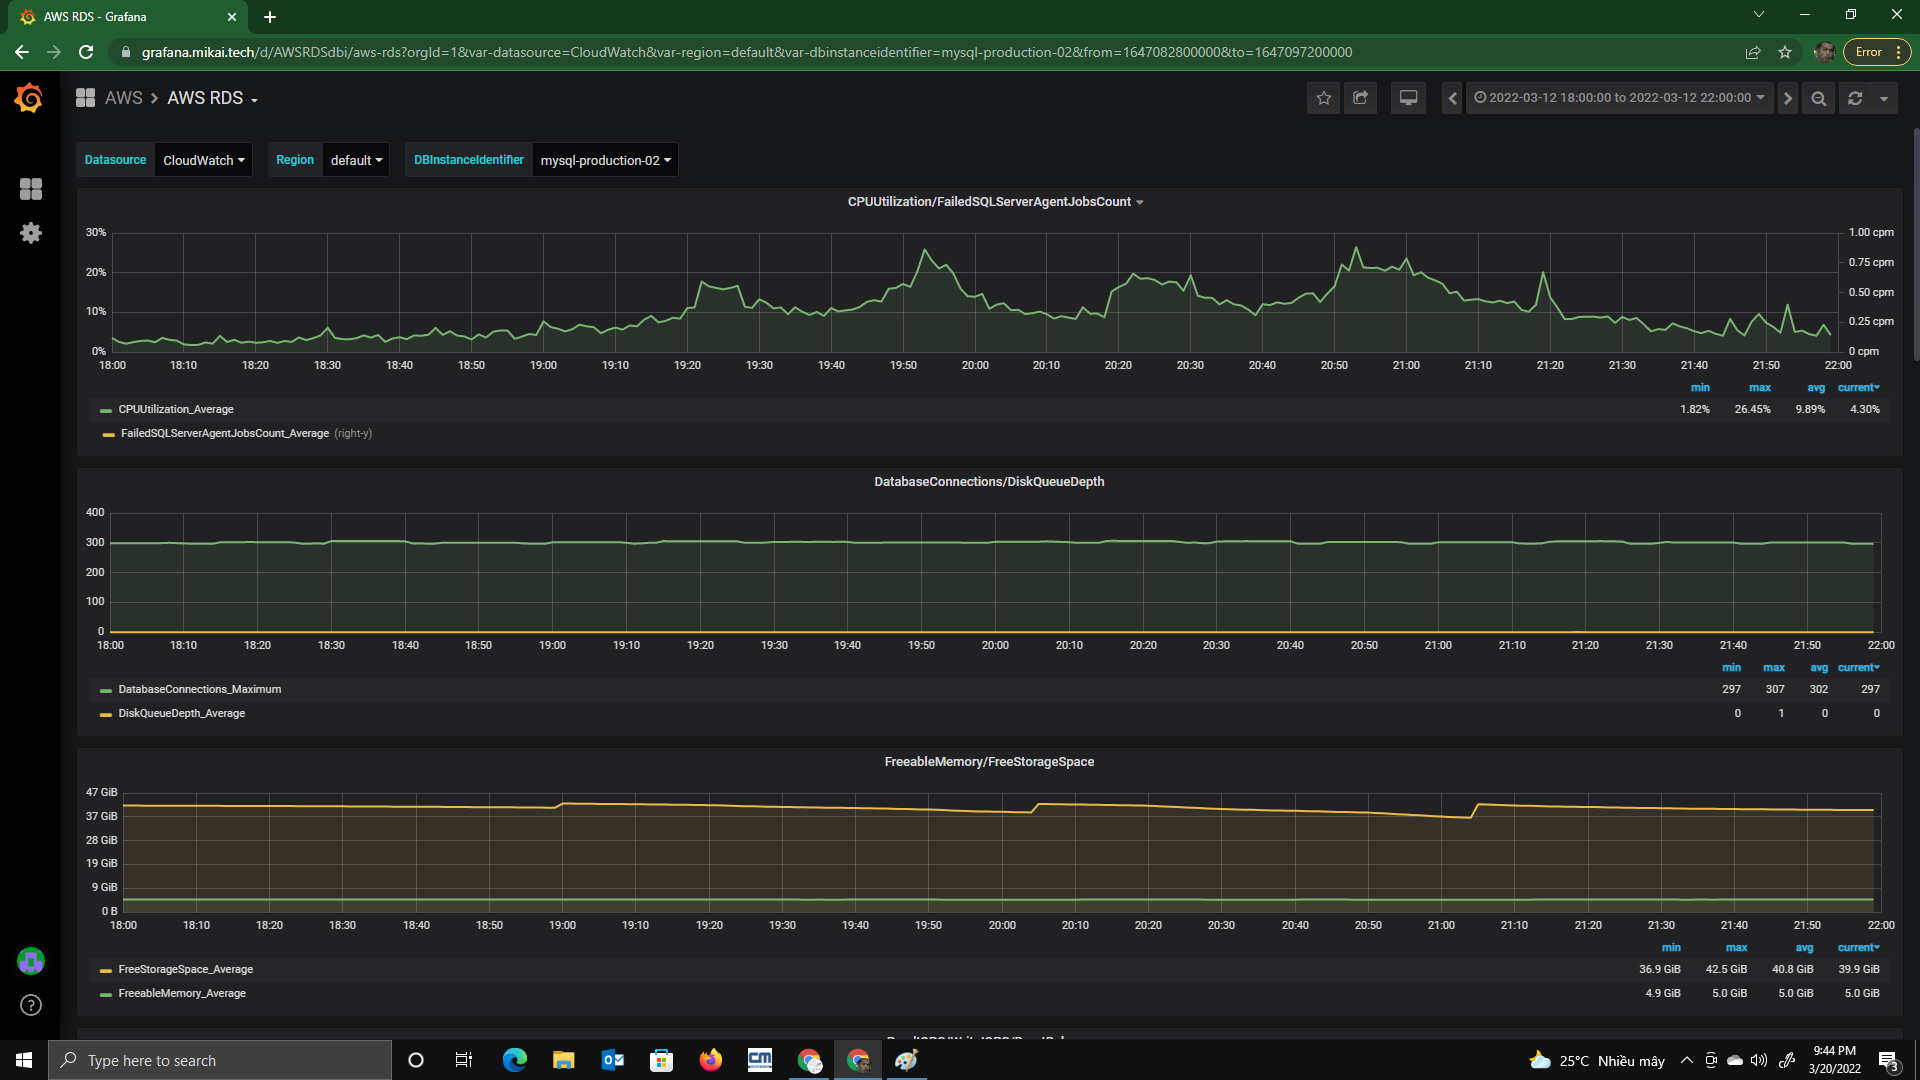 AWS RDS - Grafana
grafana.mikai.tech/d/AWSRDSdbi/aws-rds?orgId=1&var-datasource=CloudWatch&var-region=default&var-dbinstanceidentifier=mysql-production-02&from=1647082800000&to=1647097200000
Error
AWS > AWS RDS
2022-03-12 18:00:00 to 2022-03-12 22:00:00
Datasource CloudWatch Region default DBInstanceIdentifier mysql-production-02
CPUUtilization/FailedSQLServerAgentJobsCount
30% 1.00 cpm
0.75 cpm
20%
0.50 cpm
10%
0.25 cpm
0% 0 cpm
18:00 18:10 18:20 18:30 18:40 18:50 19:00 19:10 19:20 19:30 19:40 19:50 20:00 20:10 20:20 20:30 20:40 20:50 21:00 21:10 21:20 21:30 21:40 21:50 22:00
min max avg current
CPUUtilization_Average 1.82% 26.45% 9.89% 4.30%
FailedSQLServerAgentJobsCount_Average (right-y)
DatabaseConnections/DiskQueueDepth
400
300
200
100
0
18:00 18:10 18:20 18:30 18:40 18:50 19:00 19:10 19:20 19:30 19:40 19:50 20:00 20:10 20:20 20:30 20:40 20:50 21:00 21:10 21:20 21:30 21:40 21:50 22:00
min max avg current
DatabaseConnections_Maximum 297 307 302 297
DiskQueueDepth_Average 0 1 0 0
FreeableMemory/FreeStorageSpace
47 GiB
37 GiB
28 GiB
19 GiB
9 GiB
0 B
18:00 18:10 18:20 18:30 18:40 18:50 19:00 19:10 19:20 19:30 19:40 19:50 20:00 20:10 20:20 20:30 20:40 20:50 21:00 21:10 21:20 21:30 21:40 21:50 22:00
min max avg current
FreeStorageSpace_Average 36.9 GiB 42.5 GiB 40.8 GiB 39.9 GiB
FreeableMemory_Average 4.9 GiB 5.0 GiB 5.0 GiB 5.0 GiB
Type here to search
CM
25°C Nhiều mây
9:44 PM
3/20/2022
3